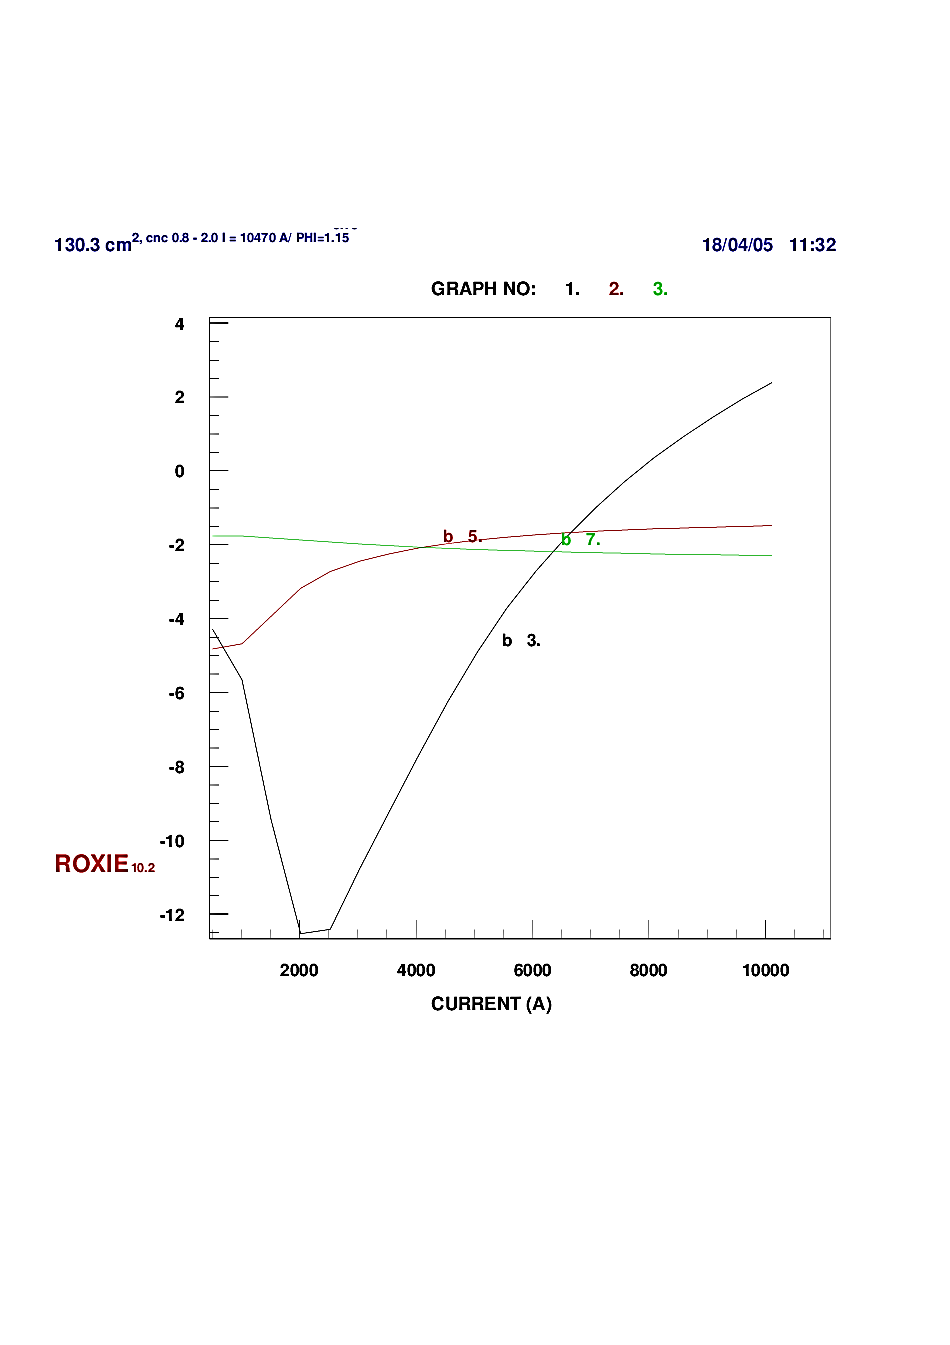 130.3 cm2, cnc 0.8 - 2.0 I = 10470 A/ PHI=1.15
18/04/05 11:32
GRAPH NO: 1. 2. 3.
4
2
0
-2
-4
-6
-8
-10
-12
b 5.
b 7.
b 3.
ROXIE 10.2
2000 4000 6000 8000 10000
CURRENT (A)